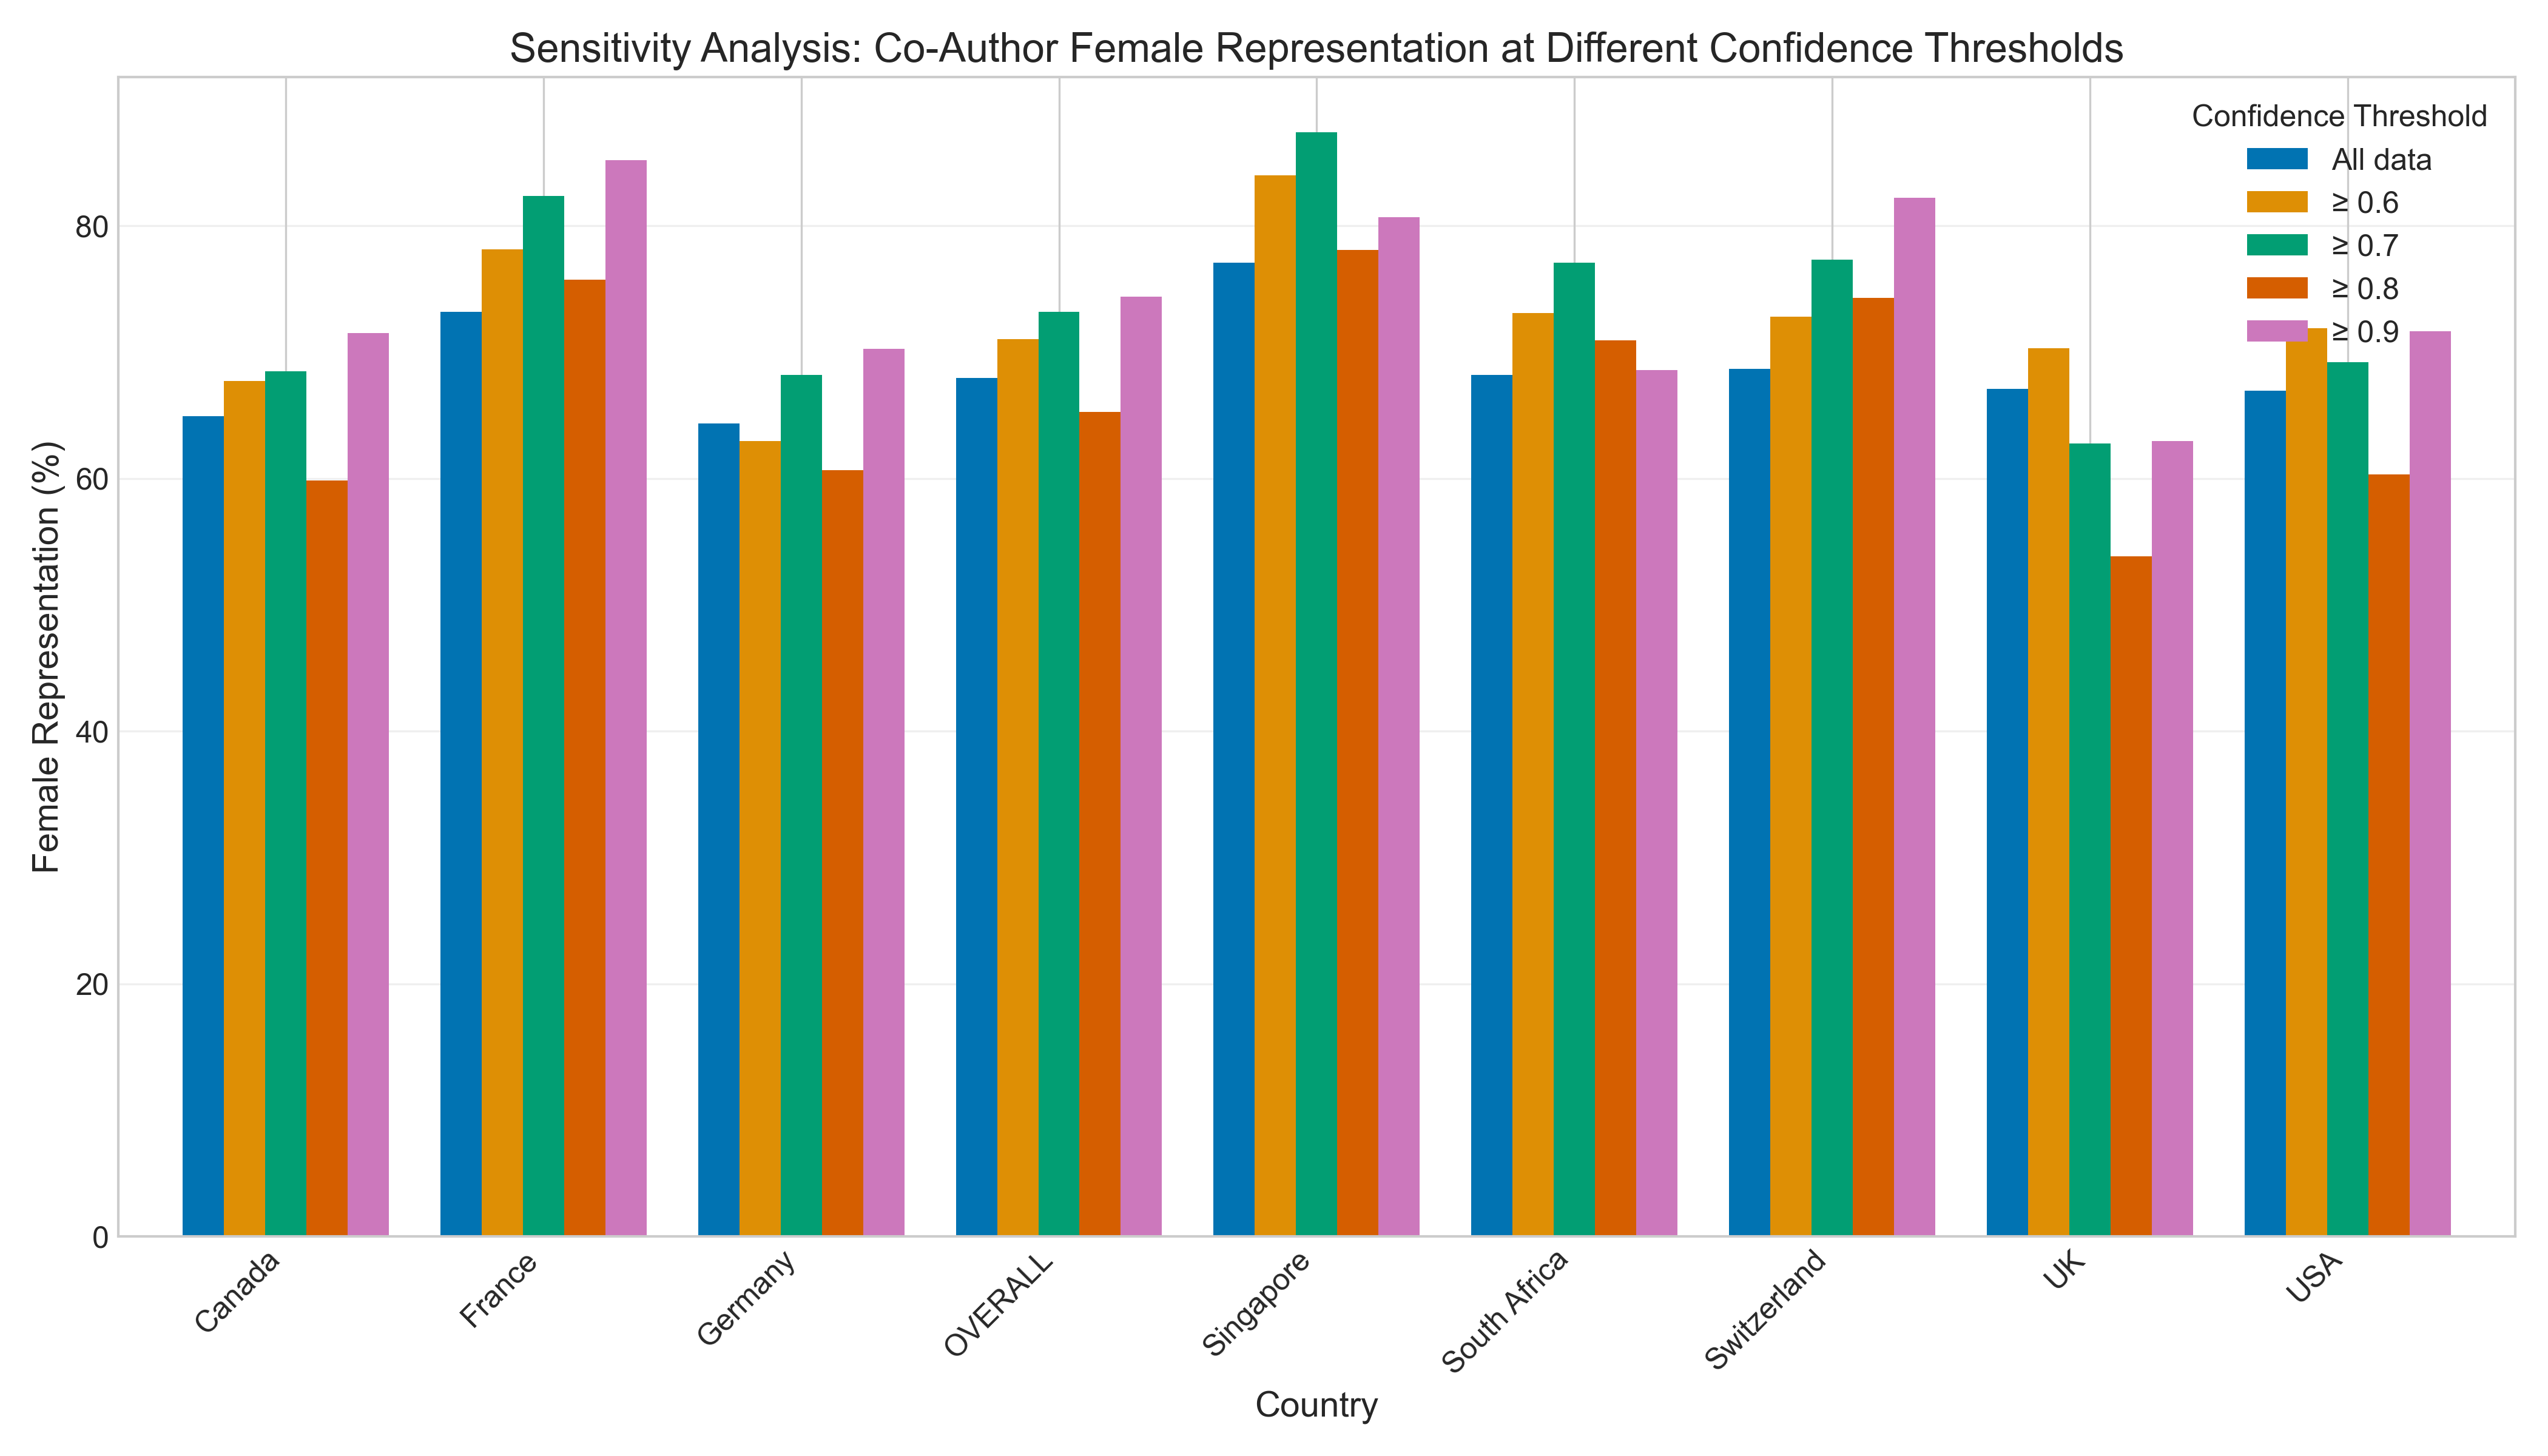 Sensitivity Analysis: Co-Author Female Representation at Different Confidence Thresholds
Confidence Threshold
All data
≥ 0.6
≥ 0.7
≥ 0.8
≥ 0.9
Female Representation (%)
80
60
40
20
0
Canada
France
Germany
OVERALL
Singapore
South Africa
Switzerland
UK
USA
Country